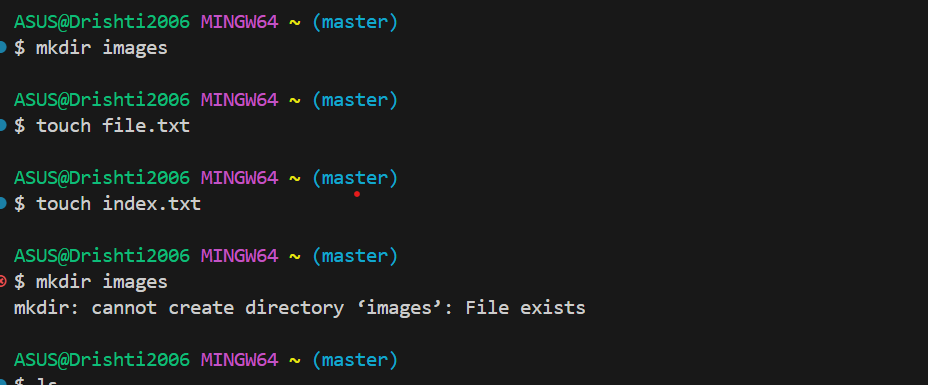 ASUS@Drishti2006 MINGW64 ~ (master)
$ mkdir images
ASUS@Drishti2006 MINGW64 ~ (master)
$ touch file.txt
ASUS@Drishti2006 MINGW64 ~ (master)
$ touch index.txt
ASUS@Drishti2006 MINGW64 ~ (master)
$ mkdir images
mkdir: cannot create directory ‘images’: File exists
ASUS@Drishti2006 MINGW64 ~ (master)
$ ls